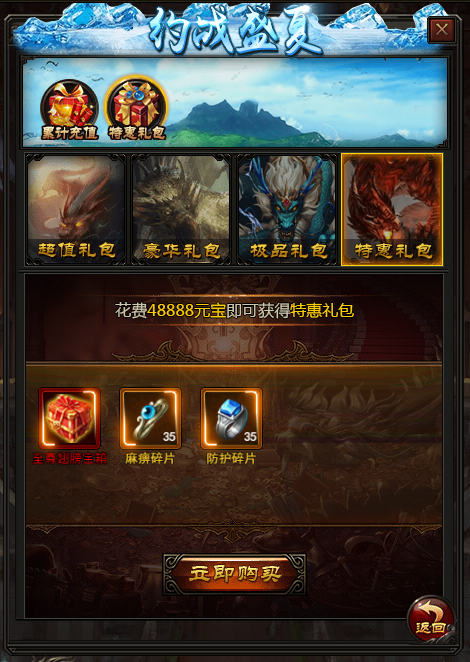 约战盛夏
累计充值 特惠礼包
超值礼包 豪华礼包 极品礼包 特惠礼包
花费48888元宝即可获得特惠礼包
35 35
麻痹碎片 防护碎片
立即购买
返回